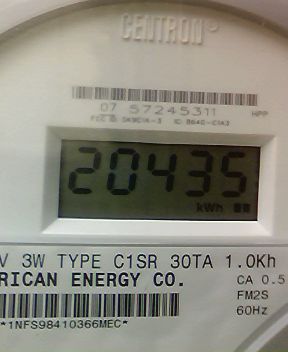 CENTRON®
07 57245311 HPP
20435
kWh
V 3W TYPE C1SR 30TA 1.0Kh
RICAN ENERGY CO. CA 0.5
FM2S
60Hz
*1NFS98410366MEC*